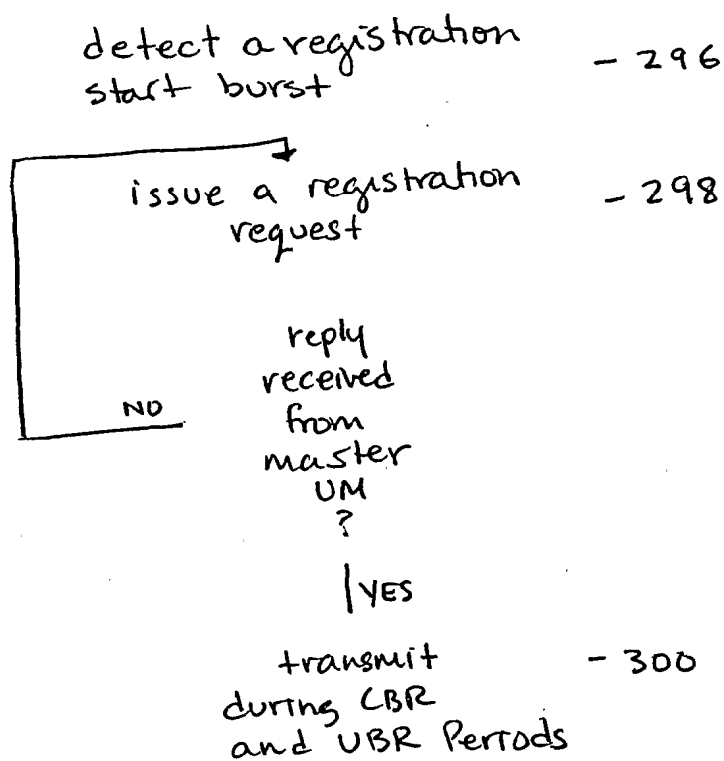 detect a registration
start burst - 296
issue a registration - 298
request
reply
received
from
NO
master
UM
?
YES
transmit - 300
during CBR
and UBR Periods